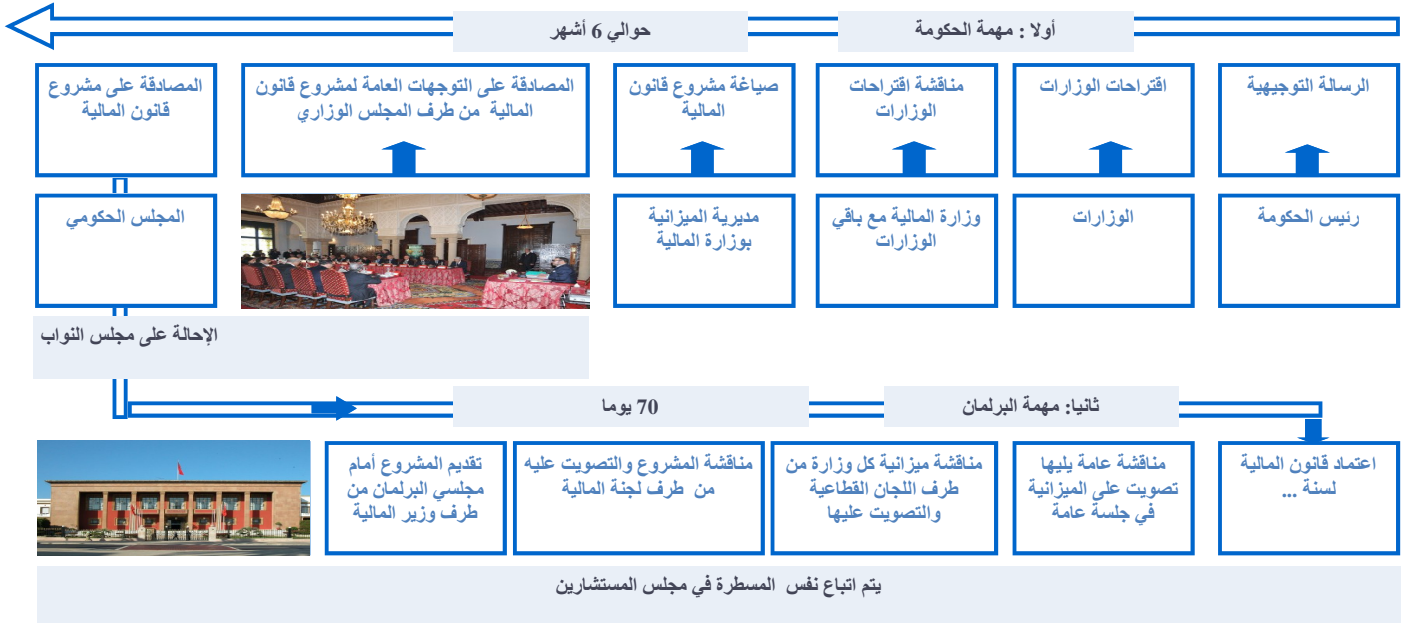 أولا : مهمة الحكومة
حوالي 6 أشهر
الرسالة التوجيهية
اقتراحات الوزارات
مناقشة اقتراحات
الوزارات
صياغة مشروع قانون
المالية
المصادقة على التوجهات العامة لمشروع قانون
المالية من طرف المجلس الوزاري
المصادقة على مشروع
قانون المالية
رئيس الحكومة
الوزارات
وزارة المالية مع باقي
الوزارات
مديرية الميزانية
بوزارة المالية
المجلس الحكومي
الإحالة على مجلس النواب
ثانيا: مهمة البرلمان
70 يوما
تقديم المشروع أمام
مجلسي البرلمان من
طرف وزير المالية
مناقشة المشروع والتصويت عليه
من طرف لجنة المالية
مناقشة ميزانية كل وزارة من
طرف اللجان القطاعية
والتصويت عليها
مناقشة عامة يليها
تصويت على الميزانية
في جلسة عامة
اعتماد قانون المالية
لسنة ...
يتم اتباع نفس المسطرة في مجلس المستشارين